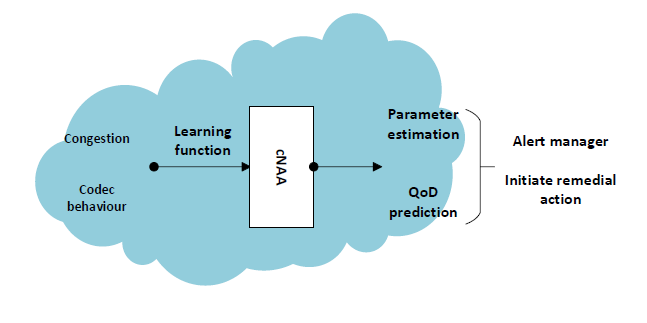 Congestion
Codec
behaviour
Learning
function
cNAA
Parameter
estimation
QoD
prediction
Alert manager
Initiate remedial
action